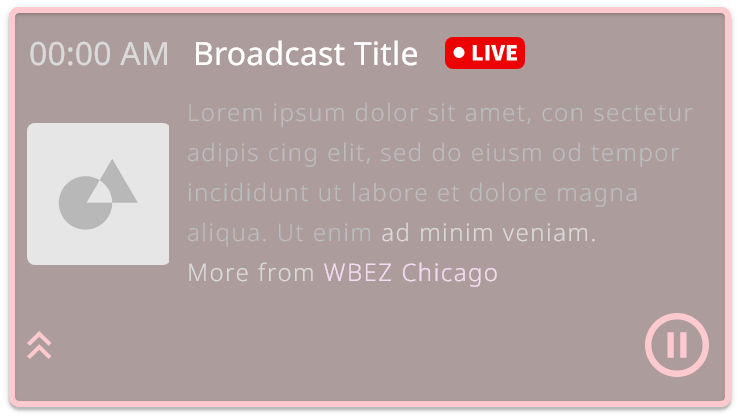 00:00 AM Broadcast Title LIVE
Lorem ipsum dolor sit amet, con sectetur
adipis cing elit, sed do eiusm od tempor
incididunt ut labore et dolore magna
aliqua. Ut enim ad minim veniam.
More from WBEZ Chicago